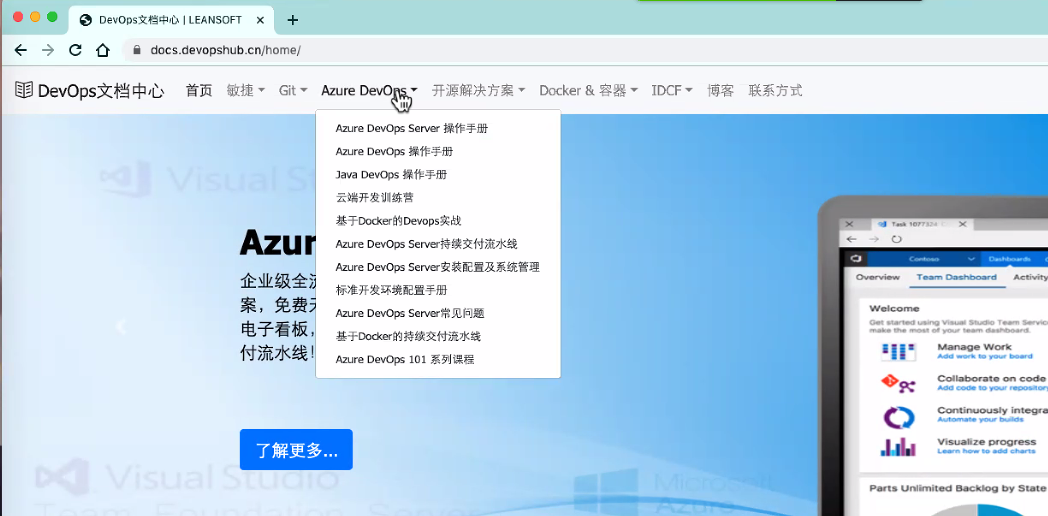 DevOps文档中心 | LEANSOFT
docs.devopshub.cn/home/
DevOps文档中心 首页 敏捷 Git Azure DevOps 开源解决方案 Docker & 容器 IDCF 博客 联系方式
Azure DevOps Server 操作手册
Azure DevOps 操作手册
Java DevOps 操作手册
云端开发训练营
基于Docker的Devops实战
Azure DevOps Server持续交付流水线
Azure DevOps Server安装配置及系统管理
标准开发环境配置手册
Azure DevOps Server常见问题
基于Docker的持续交付流水线
Azure DevOps 101 系列课程
Visual St
Azur
企业级全流
案，免费
电子看板，
付流水线！
了解更多...
Visual Studio
Team Foundation Server
Microsoft
Azure
Task 1077324
Contoso Dashboards
Overview Team Dashboard Activity
Welcome
Get started using Visual Studio Team Servic
make the most of your team dashboard.
Manage Work
Add work to your board
Collaborate on code
Add code to your repository
Continuously integra
Automate your builds
Visualize progress
Learn how to add charts
Parts Unlimited Backlog by State